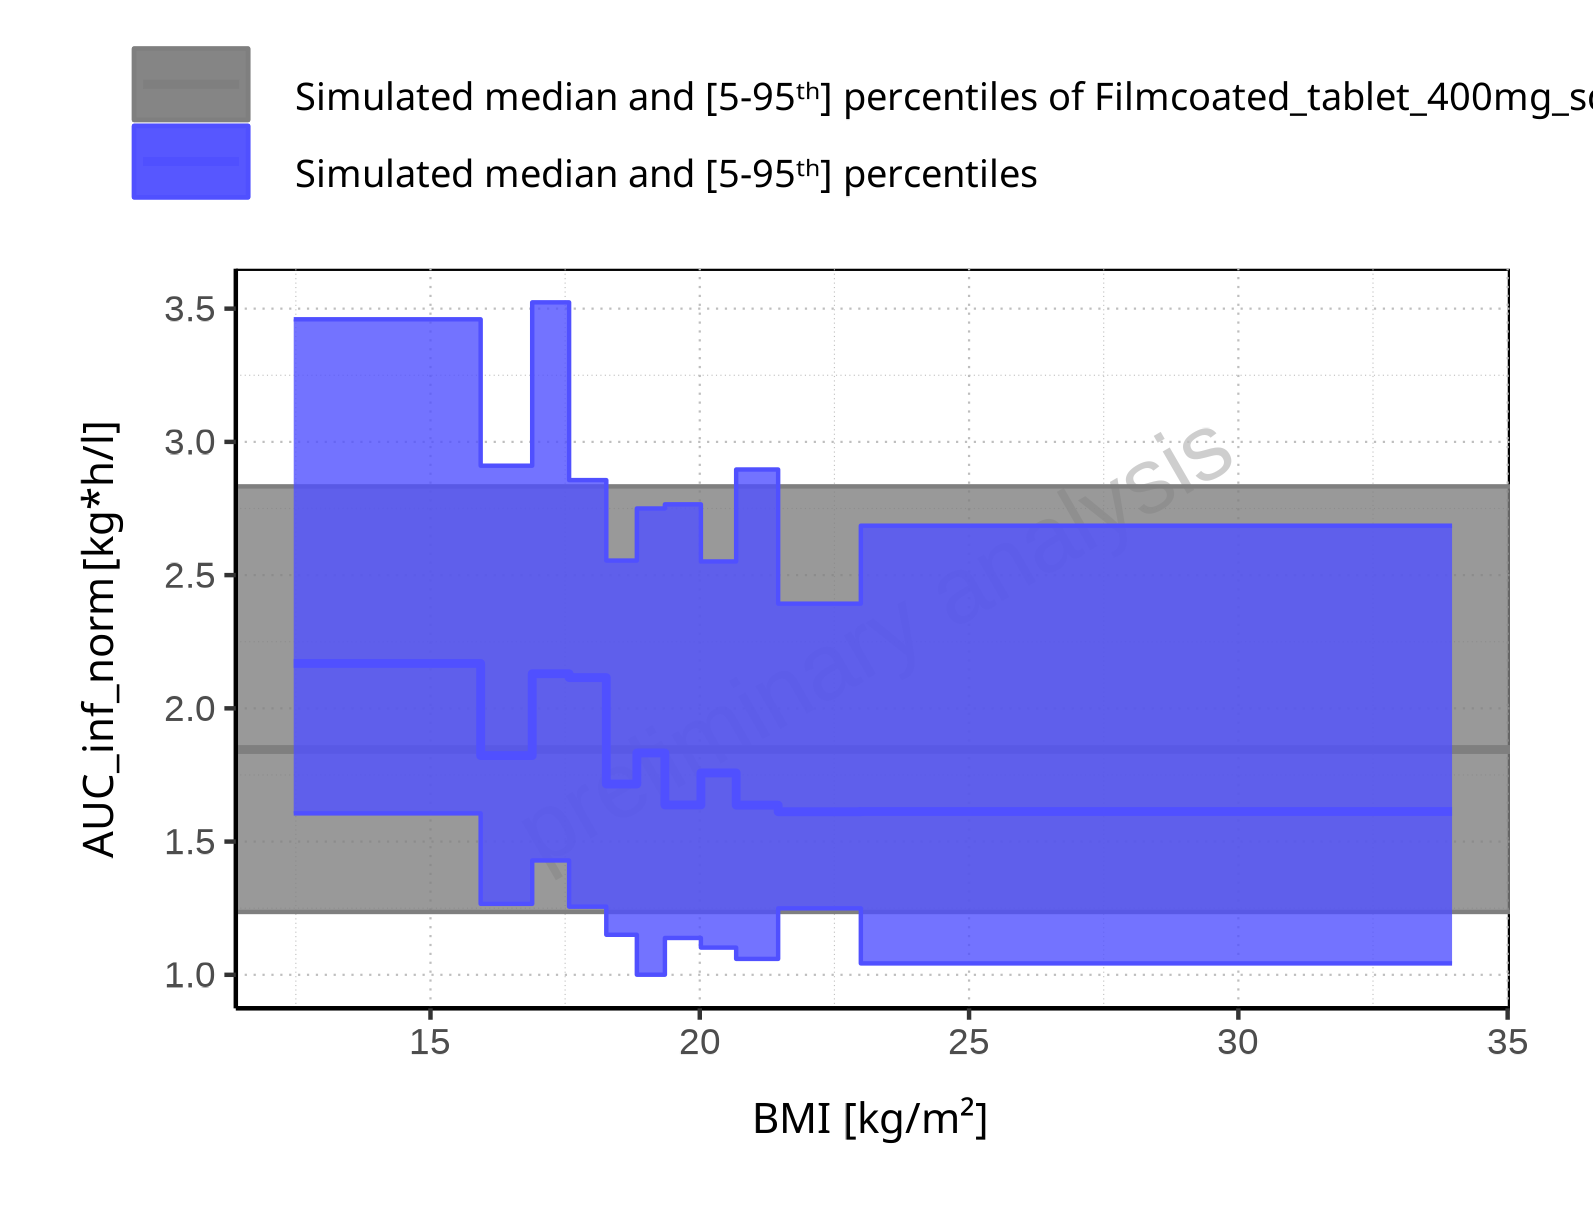 Simulated median and [5-95ᵗʰ] percentiles of Filmcoated_tablet_400mg_s
Simulated median and [5-95ᵗʰ] percentiles
3.5
3.0
2.5
2.0
1.5
1.0
AUC_inf_norm [kg*h/l]
preliminary analysis
15 20 25 30 35
BMI [kg/m²]